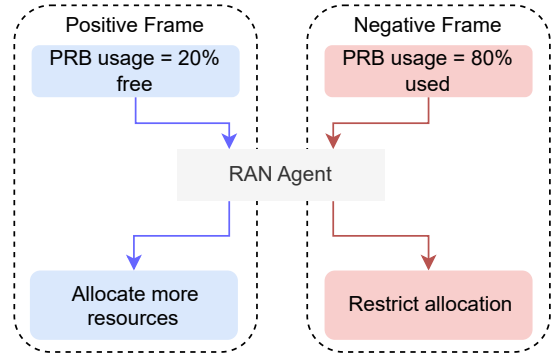 Positive Frame
Negative Frame
PRB usage = 20%
free
PRB usage = 80%
used
RAN Agent
Allocate more
resources
Restrict allocation